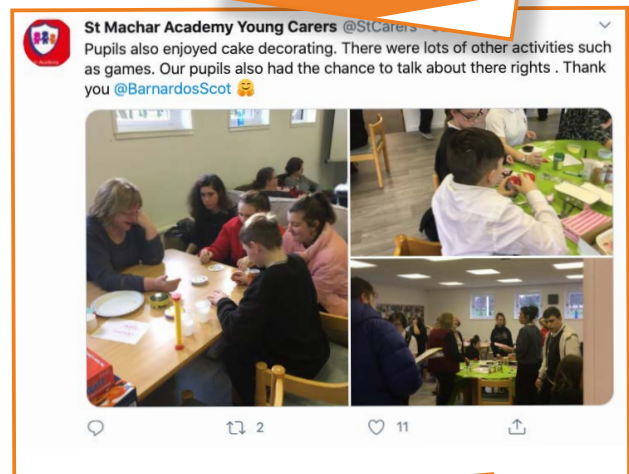 St Machar Academy Young Carers @StCarers
Pupils also enjoyed cake decorating. There were lots of other activities such
as games. Our pupils also had the chance to talk about there rights . Thank
you @BarnardosScot 🤗
2
11